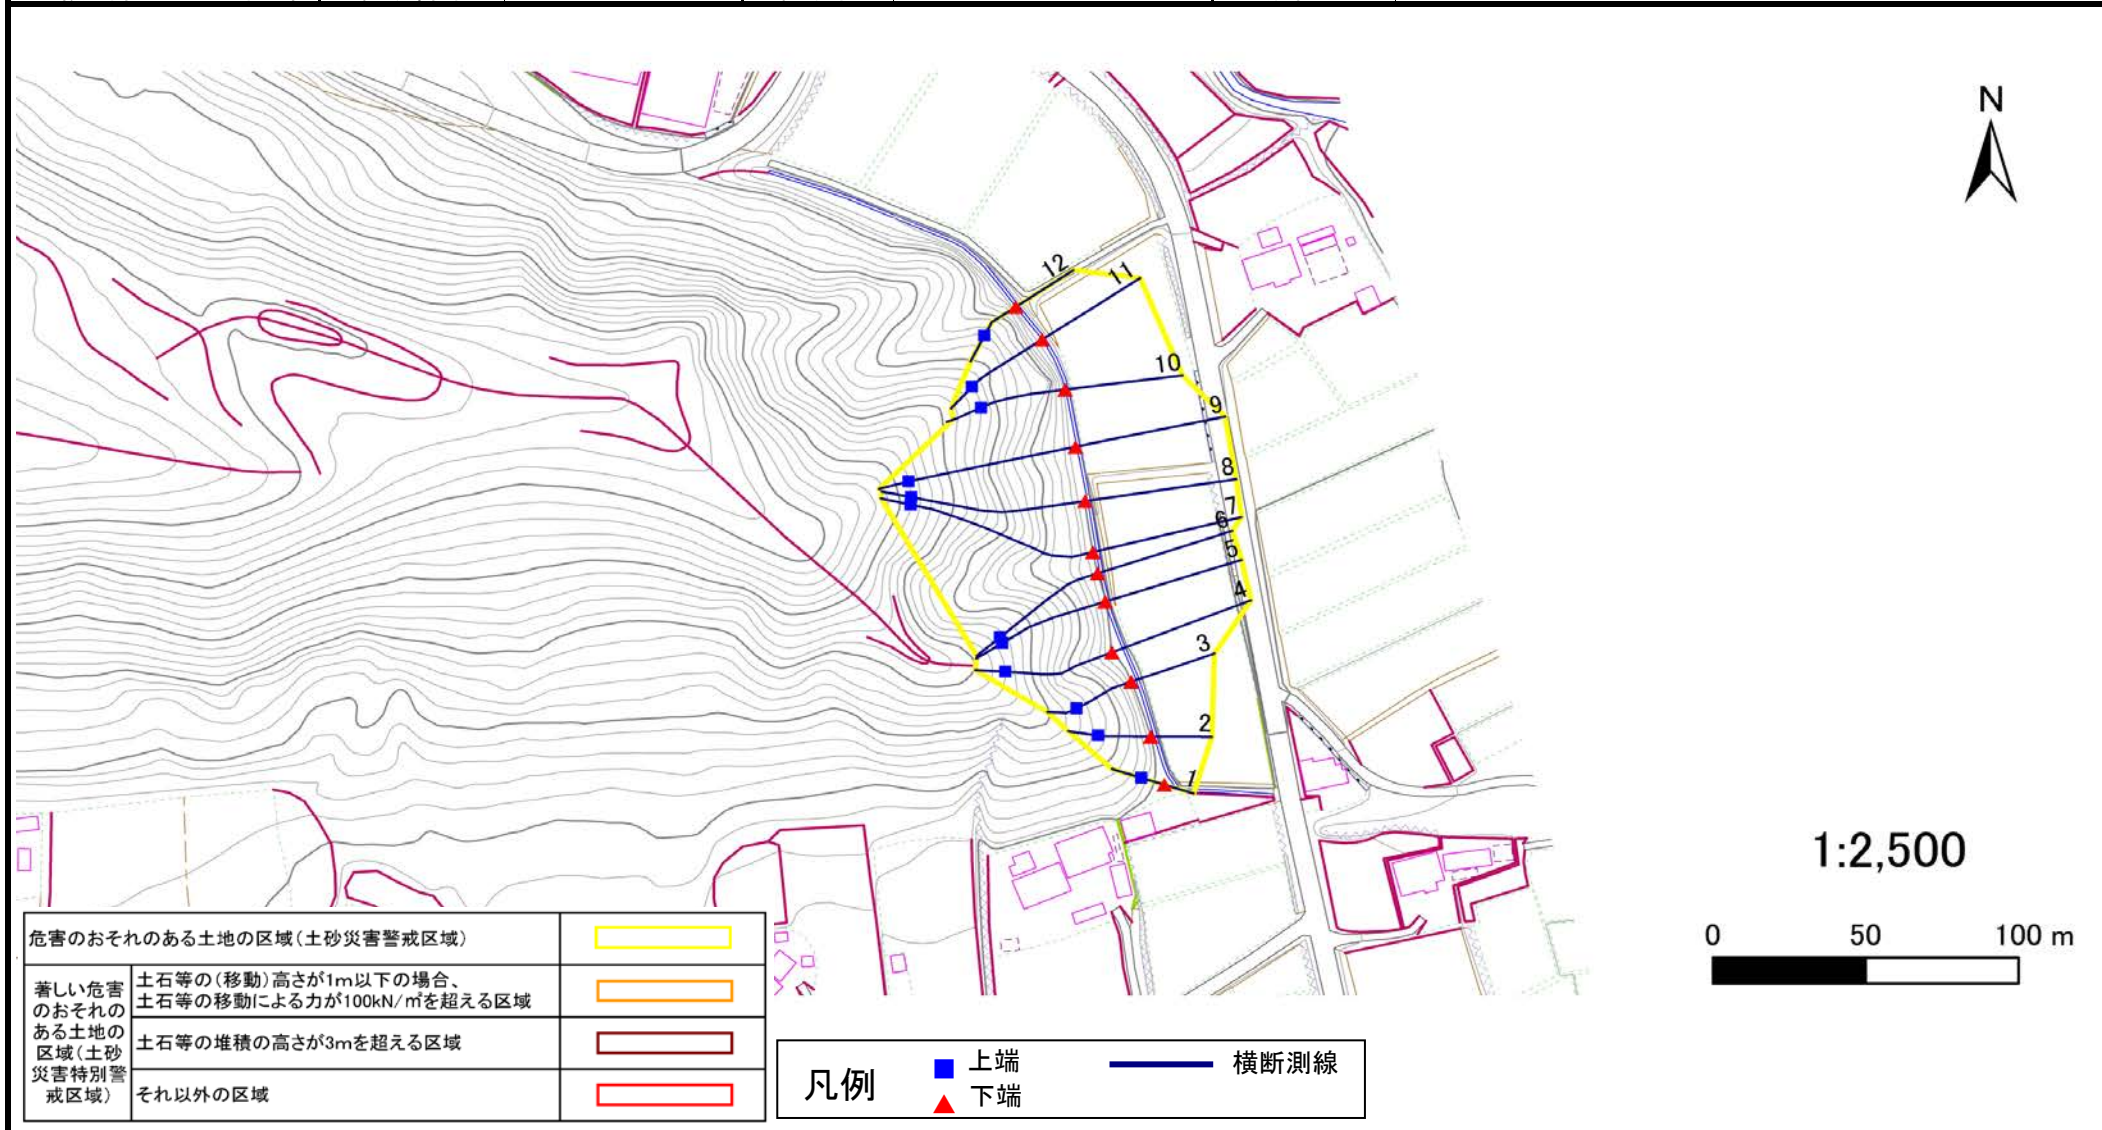 N
12
11
10
9
8
7
6
5
4
3
2
1
1:2,500
0 50 100 m
危害のおそれのある土地の区域(土砂災害警戒区域)
著しい危害
のおそれの
ある土地の
区域(土砂
災害特別警
戒区域)
土石等の(移動)高さが1m以下の場合、
土石等の移動による力が100kN/㎡を超える区域
土石等の堆積の高さが3mを超える区域
それ以外の区域
凡例
上端
下端
横断測線